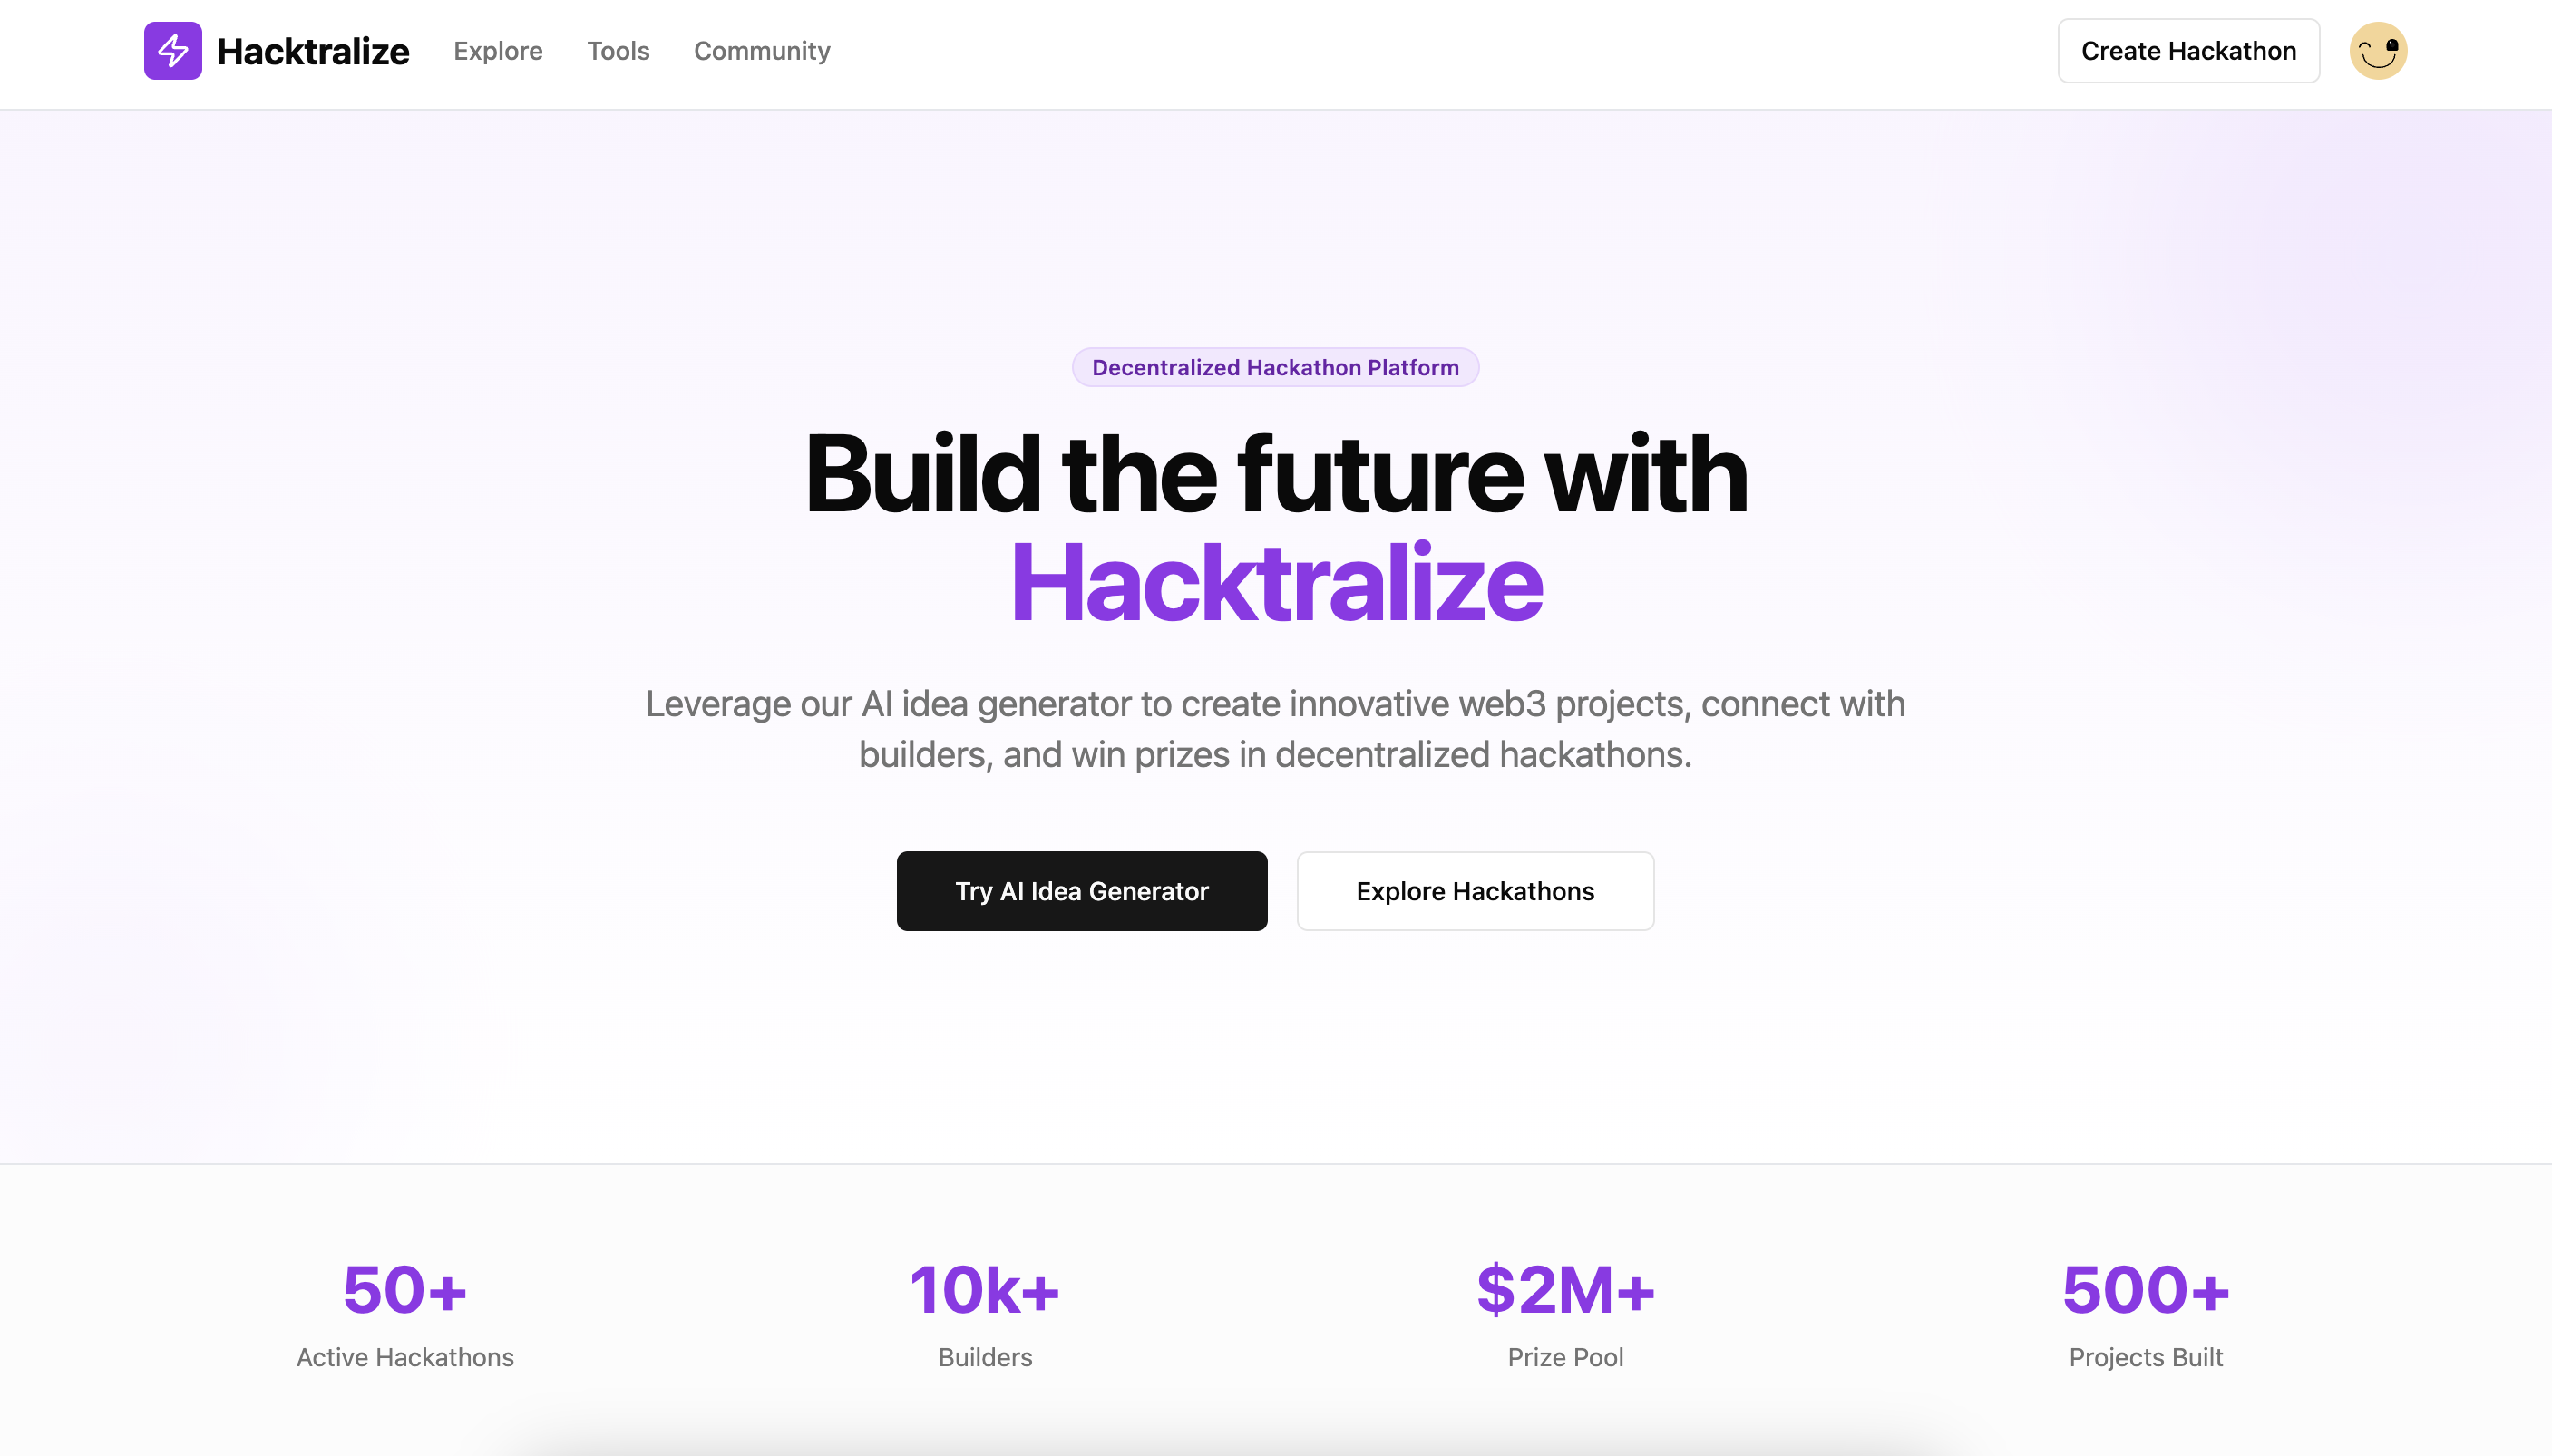 Hacktralize
Explore
Tools
Community
Create Hackathon
Decentralized Hackathon Platform
Build the future with
Hacktralize
Leverage our AI idea generator to create innovative web3 projects, connect with
builders, and win prizes in decentralized hackathons.
Try AI Idea Generator
Explore Hackathons
50+
Active Hackathons
10k+
Builders
$2M+
Prize Pool
500+
Projects Built